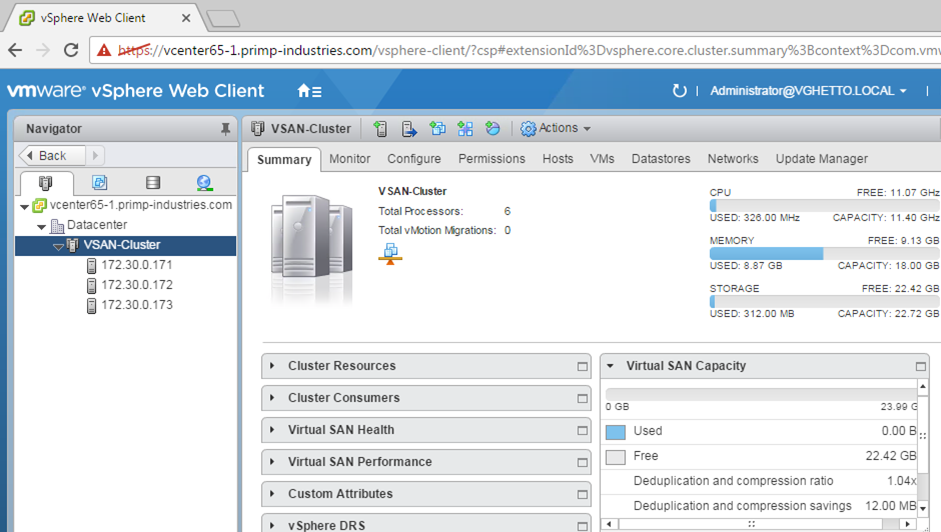 vSphere Web Client
https://vcenter65-1.primp-industries.com/vsphere-client/?csp#extensionId%3Dvsphere.core.cluster.summary%3Bcontext%3Dcom.vmw
vmware® vSphere Web Client
Administrator@VGHETTO.LOCAL
Navigator
Back
vcenter65-1.primp-industries.com
Datacenter
VSAN-Cluster
172.30.0.171
172.30.0.172
172.30.0.173
VSAN-Cluster
Actions
Summary Monitor Configure Permissions Hosts VMs Datastores Networks Update Manager
VSAN-Cluster
Total Processors: 6
Total vMotion Migrations: 0
CPU FREE: 11.07 GHz
USED: 326.00 MHz CAPACITY: 11.40 GHz
MEMORY FREE: 9.13 GB
USED: 8.87 GB CAPACITY: 18.00 GB
STORAGE FREE: 22.42 GB
USED: 312.00 MB CAPACITY: 22.72 GB
Cluster Resources
Cluster Consumers
Virtual SAN Health
Virtual SAN Performance
Custom Attributes
vSphere DRS
Virtual SAN Capacity
0 GB 23.99 G
Used 0.00 B
Free 22.42 GB
Deduplication and compression ratio 1.04x
Deduplication and compression savings 12.00 MB